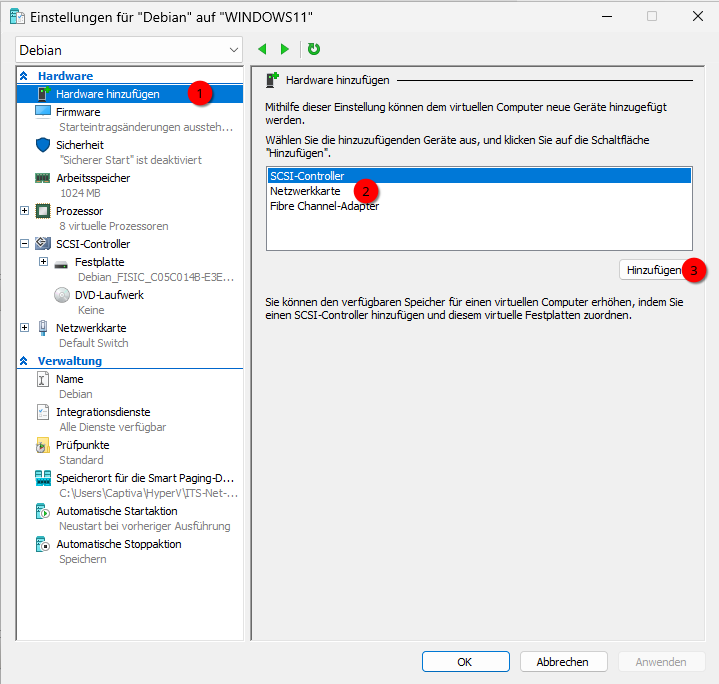 Einstellungen für "Debian" auf "WINDOWS11"
Debian
Hardware
Hardware hinzufügen
1
Firmware
Starteintragsänderungen aussteh...
Sicherheit
"Sicherer Start" ist deaktiviert
Arbeitsspeicher
1024 MB
Prozessor
8 virtuelle Prozessoren
SCSI-Controller
Festplatte
Debian_FISIC_C05C014B-E3E...
DVD-Laufwerk
Keine
Netzwerkkarte
Default Switch
Verwaltung
Name
Debian
Integrationsdienste
Alle Dienste verfügbar
Prüfpunkte
Standard
Speicherort für die Smart Paging-D...
C:\Users\Captiva\HyperV\ITS-Net-...
Automatische Startaktion
Neustart bei vorheriger Ausführung
Automatische Stoppaktion
Speichern
Hardware hinzufügen
Mithilfe dieser Einstellung können dem virtuellen Computer neue Geräte hinzugefügt
werden.
Wählen Sie die hinzuzufügenden Geräte aus, und klicken Sie auf die Schaltfläche
"Hinzufügen".
SCSI-Controller
Netzwerkkarte
2
Fibre Channel-Adapter
Hinzufügen
3
Sie können den verfügbaren Speicher für einen virtuellen Computer erhöhen, indem Sie
einen SCSI-Controller hinzufügen und diesem virtuelle Festplatten zuordnen.
OK
Abbrechen
Anwenden